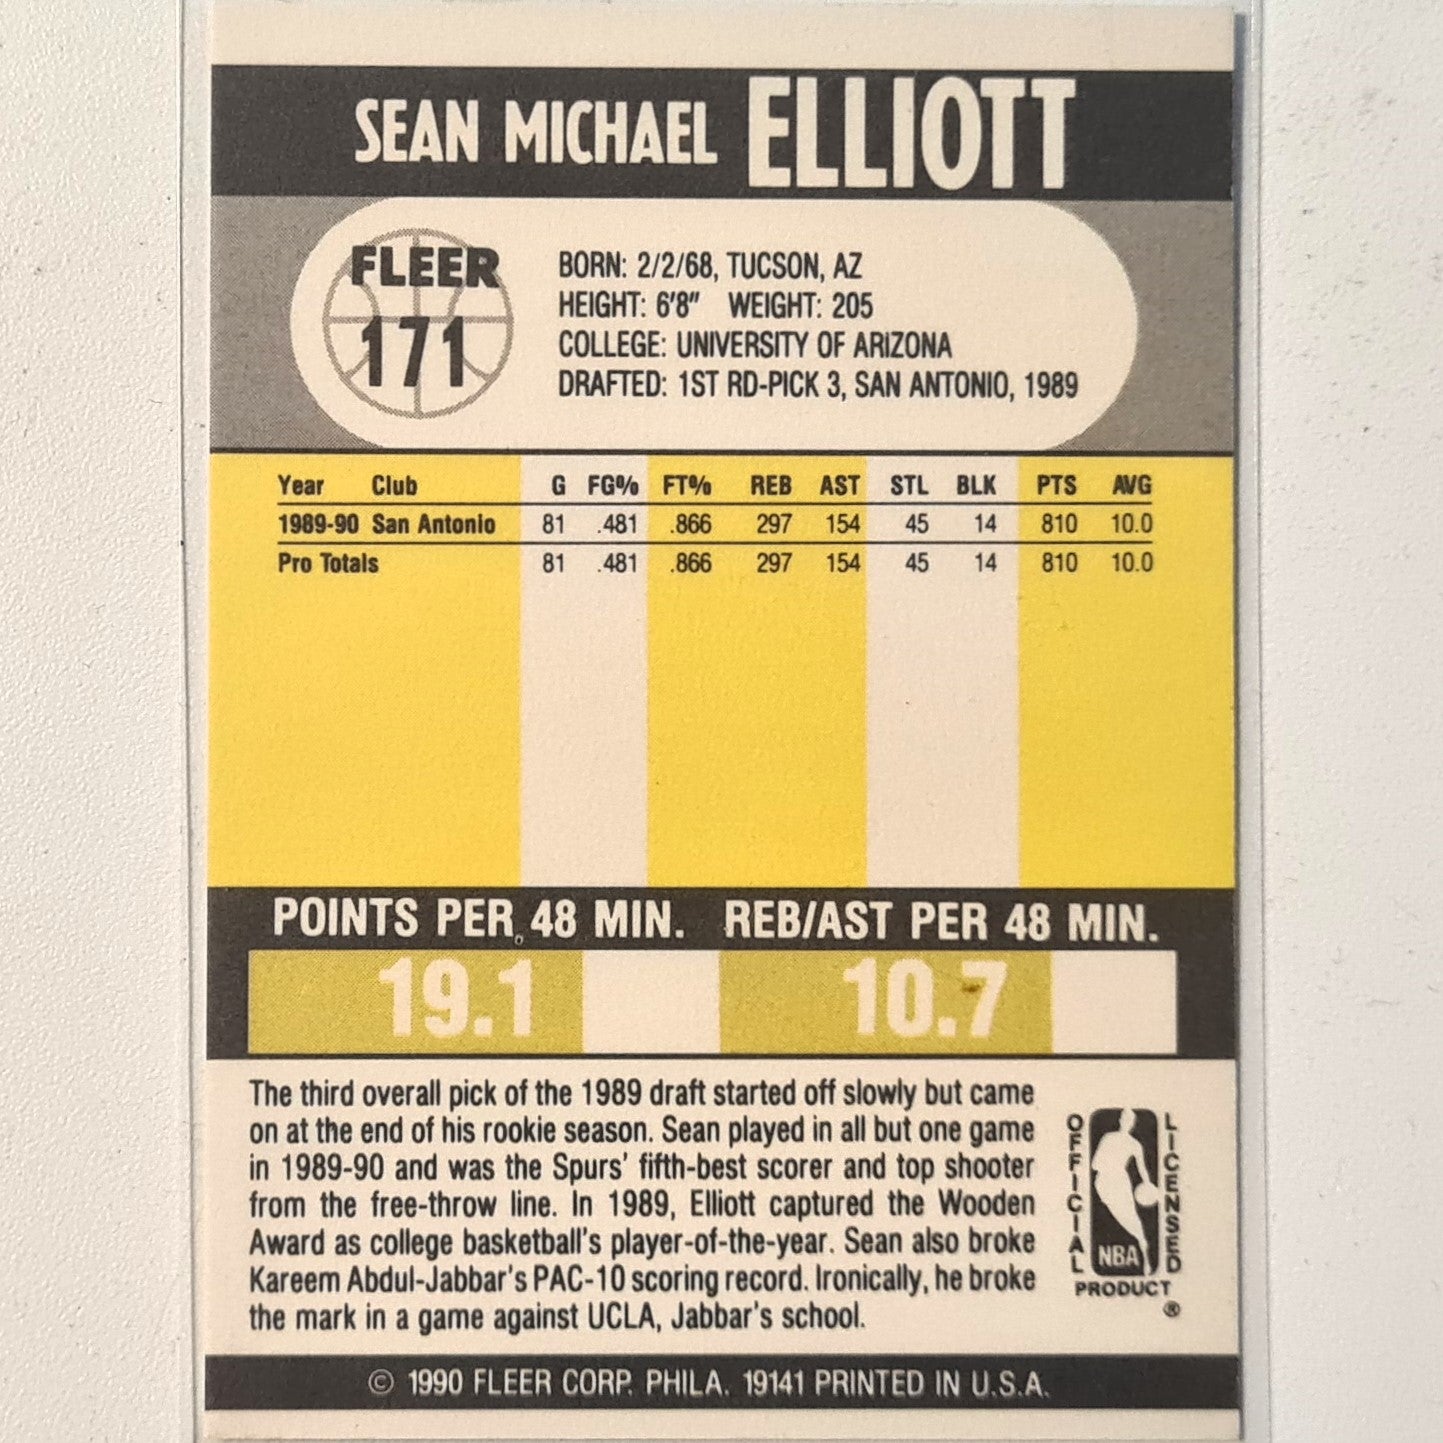 SEAN MICHAEL ELLIOTT
FLEER
171
BORN: 2/2/68, TUCSON, AZ
HEIGHT: 6'8" WEIGHT: 205
COLLEGE: UNIVERSITY OF ARIZONA
DRAFTED: 1ST RD-PICK 3, SAN ANTONIO, 1989
Year Club G FG% FT% REB AST STL BLK PTS AVG
1989-90 San Antonio 81 .481 .866 297 154 45 14 810 10.0
Pro Totals 81 .481 .866 297 154 45 14 810 10.0
POINTS PER 48 MIN. REB/AST PER 48 MIN.
19.1 10.7
The third overall pick of the 1989 draft started off slowly but came
on at the end of his rookie season. Sean played in all but one game
in 1989-90 and was the Spurs' fifth-best scorer and top shooter
from the free-throw line. In 1989, Elliott captured the Wooden
Award as college basketball's player-of-the-year. Sean also broke
Kareem Abdul-Jabbar's PAC-10 scoring record. Ironically, he broke
the mark in a game against UCLA, Jabbar's school.
OFFICIAL
NBA
LICENSED
PRODUCT
®
© 1990 FLEER CORP. PHILA. 19141 PRINTED IN U.S.A.